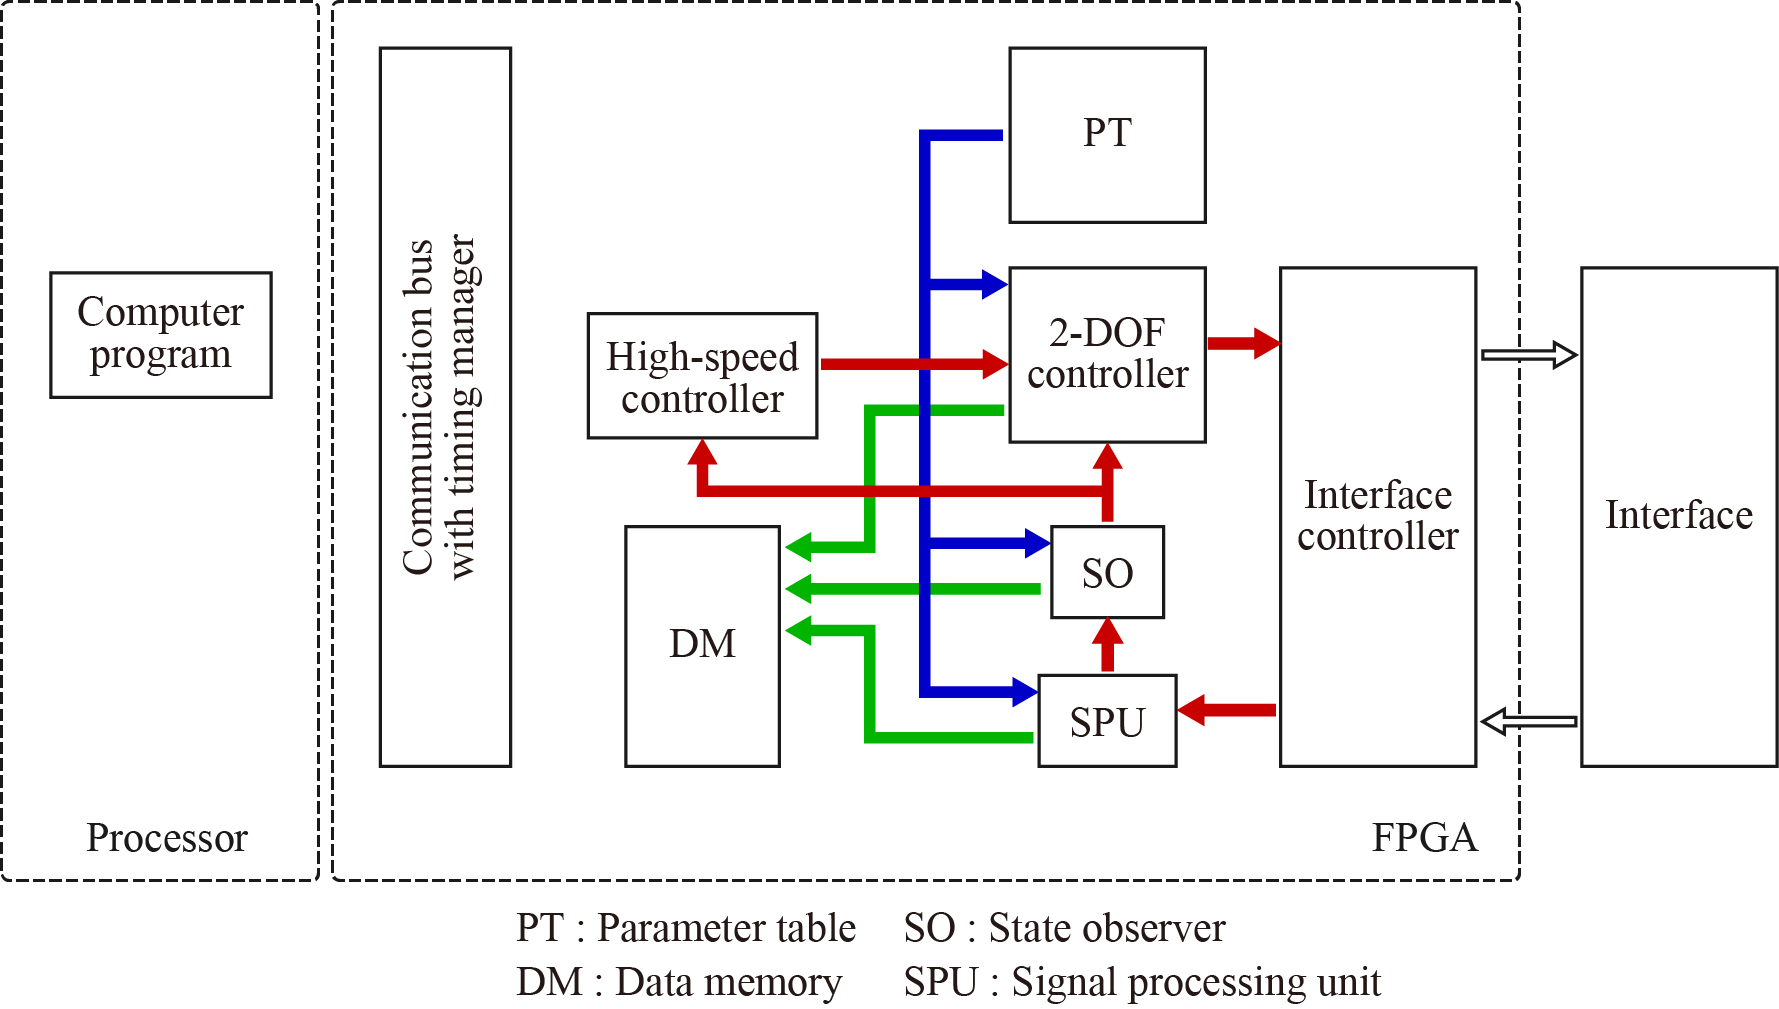 Computer
program
Processor
Communication bus
with timing manager
PT
High-speed
controller
2-DOF
controller
Interface
controller
Interface
DM
SO
SPU
FPGA
PT : Parameter table
SO : State observer
DM : Data memory
SPU : Signal processing unit